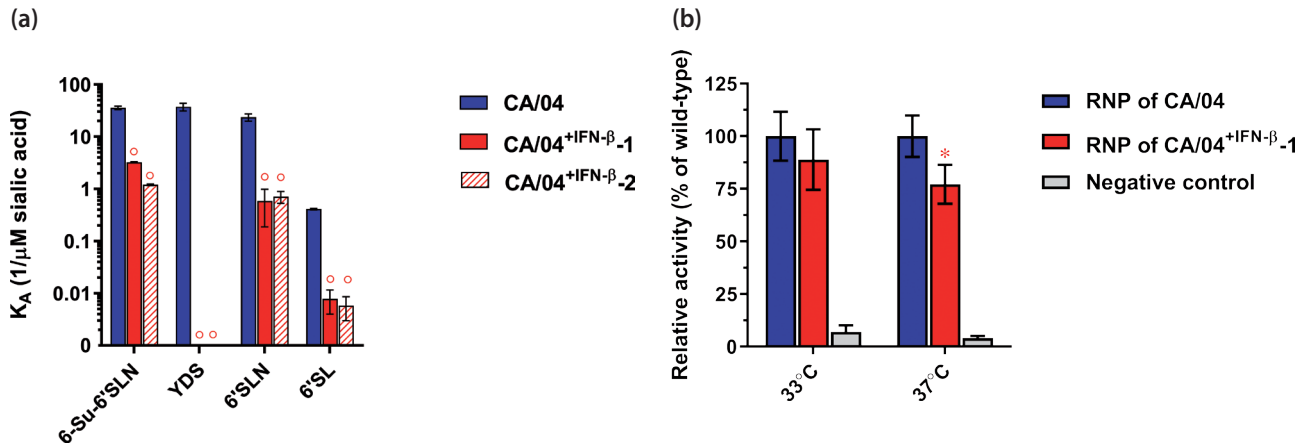 (a)
K_A (1/μM sialic acid)
100
10
1
0.1
0.01
0
6-Su-6'SLN
YDS
6'SLN
6'SL
CA/04
CA/04^+IFN-β-1
CA/04^+IFN-β-2
(b)
Relative activity (% of wild-type)
125
100
75
50
25
0
33°C
37°C
*
RNP of CA/04
RNP of CA/04^+IFN-β-1
Negative control